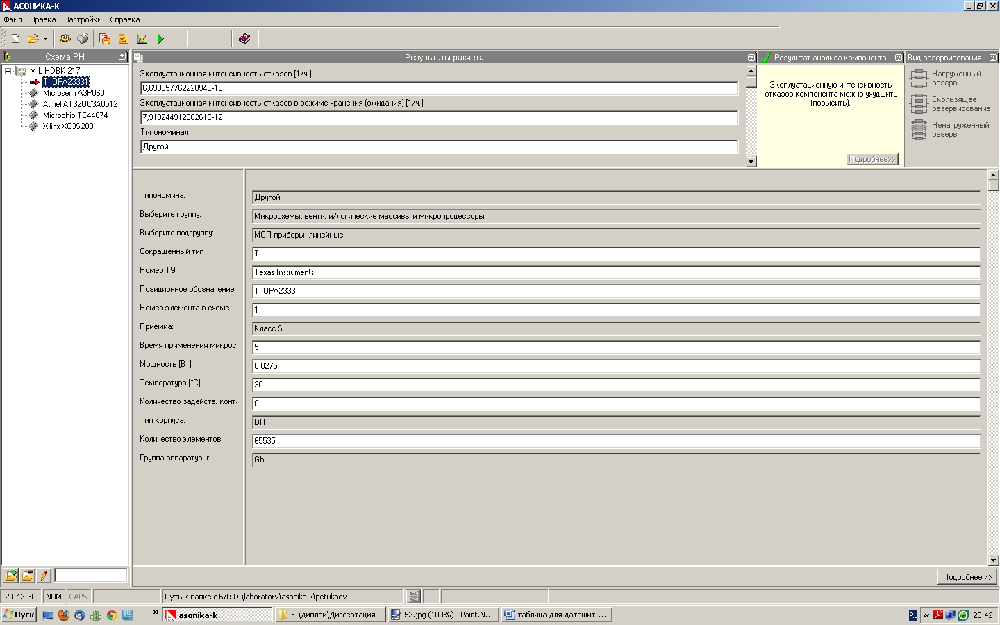 АСОНИКА-К
Файл Правка Настройки Справка
Схема РН
Результаты расчета
Результат анализа компонента
Вид резервирования
MIL HDBK 217
TI OPA23331
Microsemi A3P060
Atmel AT32UC3A0512
Microchip TC44674
Xilinx XC3S200
Эксплуатационная интенсивность отказов [1/ч.]
6,69995776222094E-10
Эксплуатационная интенсивность отказов в режиме хранения (ожидания) [1/ч.]
7,91024491280261E-12
Типономинал
Другой
Эксплуатационную интенсивность
отказов компонента можно ухудшить
(повысить).
Подробнее>>
Нагруженный
резерв
Скользящее
резервирование
Ненагруженный
резерв
Типономинал Другой
Выберите группу: Микросхемы, вентили/логические массивы и микропроцессоры
Выберите подгруппу: МОП приборы, линейные
Сокращенный тип TI
Номер ТУ Texas Instruments
Позиционное обозначение TI OPA2333
Номер элемента в схеме 1
Приемка: Класс S
Время применения микрос 5
Мощность [Вт]: 0,0275
Температура [°C]: 30
Количество задейств. конт. 8
Тип корпуса: DH
Количество элементов 65535
Группа аппаратуры: Gb
Подробнее >>
20:42:30 NUM CAPS Путь к папке с БД: D:\laboratory\asonika-k\petukhov
Пуск » asonika-k E:\диплом\Диссертация 52.jpg (100%) - Paint.N... таблица для даташит.... RU « 20:42